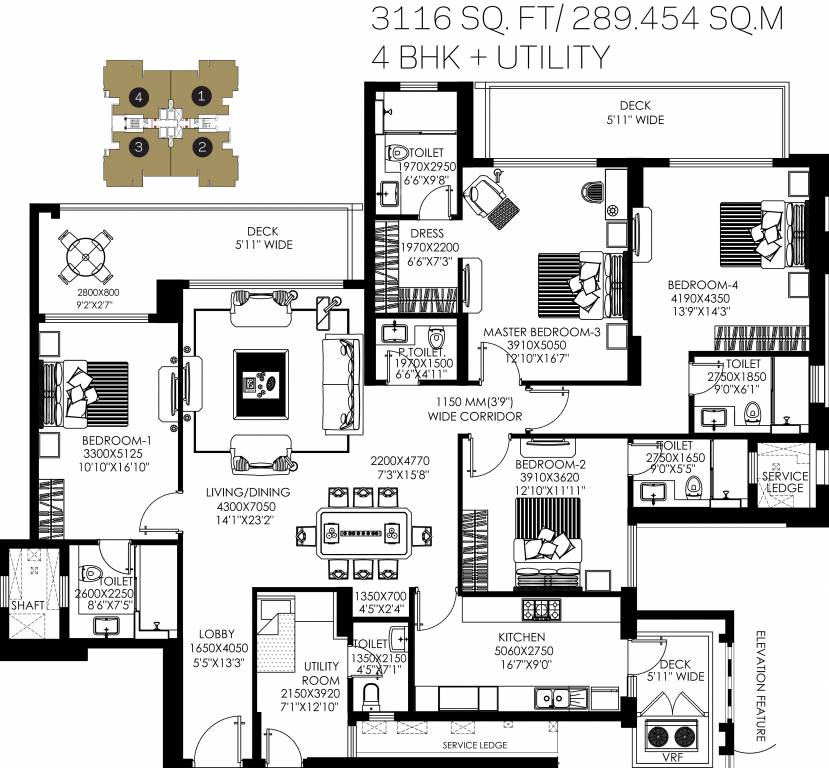 3116 SQ. FT/ 289.454 SQ.M
4 BHK + UTILITY
4
1
3
2
DECK
5'11" WIDE
TOILET
1970X2950
6'6"X9'8"
DRESS
1970X2200
6'6"X7'3"
DECK
5'11" WIDE
2800X800
9'2"X2'7"
BEDROOM-4
4190X4350
13'9"X14'3"
MASTER BEDROOM-3
3910X5050
12'10"X16'7"
P.TOILET.
1970X1500
6'6"X4'11"
TOILET
2750X1850
9'0"X6'1"
1150 MM(3'9")
WIDE CORRIDOR
BEDROOM-1
3300X5125
10'10"X16'10"
TOILET
2750X1650
9'0"X5'5"
SERVICE
LEDGE
2200X4770
7'3"X15'8"
BEDROOM-2
3910X3620
12'10"X11'11"
LIVING/DINING
4300X7050
14'1"X23'2"
SHAFT
TOILET
2600X2250
8'6"X7'5"
1350X700
4'5"X2'4"
LOBBY
1650X4050
5'5"X13'3"
UTILITY
ROOM
2150X3920
7'1"X12'10"
TOILET
1350X2150
4'5"X7'1"
KITCHEN
5060X2750
16'7"X9'0"
DECK
5'11" WIDE
ELEVATION FEATURE
SERVICE LEDGE
VRF